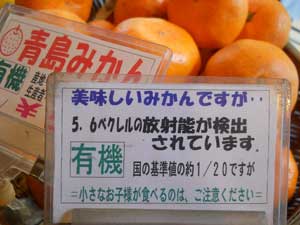 青島みかん
有機
美味しいみかんですが・・
5.6ベクレルの放射能が検出
されています.
有機
国の基準値の約1/20ですが
=小さなお子様が食べるのは、ご注意ください=